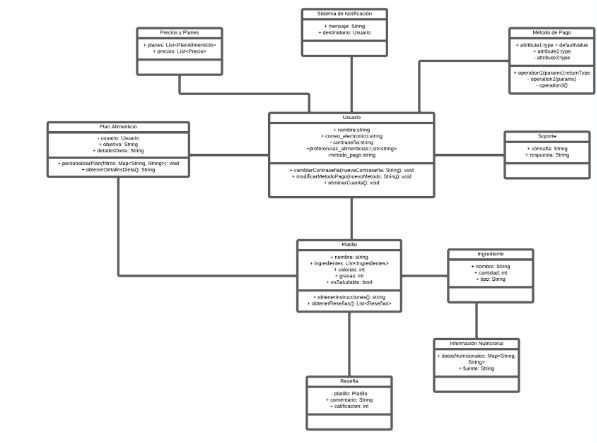 Sistema de Notificación
+ mensaje: String
+ destinatario: Usuario
Precios y Planes
+ planes: List<PlanAlimenticio>
+ precios: List<Precio>
Método de Pago
+ attribute1:type = defaultValue
+ attribute2:type
- attribute3:type
+ operation1(params):returnType
- operation2(params)
- operation3()
Usuario
- nombre:string
+ correo_electronico:string
- contraseña:string
+preferencias_alimenticias:List<string>
-metodo_pago:string
+ cambiarContraseña(nuevaContraseña: String): void
+ modificarMetodoPago(nuevoMetodo: String): void
+ eliminarCuenta(): void
Plan Alimenticio
- usuario: Usuario
+ objetivo: String
+ detallesDieta: String
+ personalizarPlan(filtros: Map<String, String>): void
+ obtenerDetallesDieta(): String
Soporte
+ consulta: String
+ respuesta: String
Platillo
+ nombre: string
+ Ingredientes: List<Ingredientes>
+ calorias: int
+ grasas: int
+ esSaludable: bool
+ obtenerInstrucciones(): string
+ obtenerReseñas(): List<Reseñas>
Ingrediente
+ nombre: String
+ cantidad: int
+ tipo: String
Información Nutricional
+ datosNutricionales: Map<String,
String>
+ fuente: String
Reseña
- platillo: Platillo
+ comentario: String
+ calificacion: int